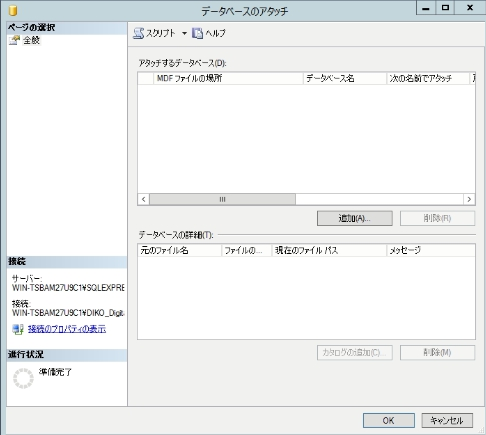 データベースのアタッチ
ページの選択
全般
スクリプト
ヘルプ
アタッチするデータベース(D):
MDF ファイルの場所 データベース名 次の名前でアタッチ
追加(A)...
削除(R)
データベースの詳細(T):
元のファイル名 ファイルの... 現在のファイル パス メッセージ
カタログの追加(C)...
削除(M)
接続
サーバー:
WIN-TSBAM27U9C1¥SQLEXPRE
接続:
WIN-TSBAM27U9C1¥DIKO_Digit
接続のプロパティの表示
進行状況
準備完了
OK
キャンセル